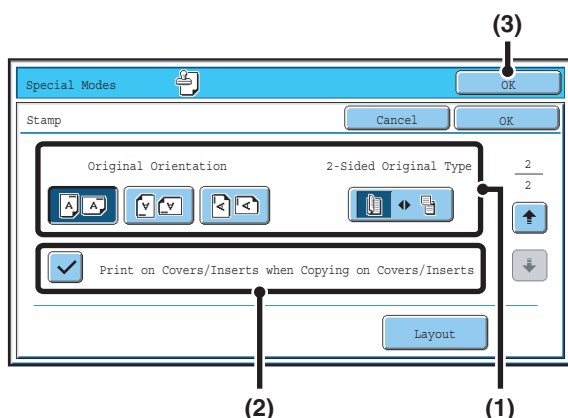 (3)
Special Modes
OK
Stamp
Cancel
OK
Original Orientation
2-Sided Original Type
2
2
Print on Covers/Inserts when Copying on Covers/Inserts
Layout
(2)
(1)